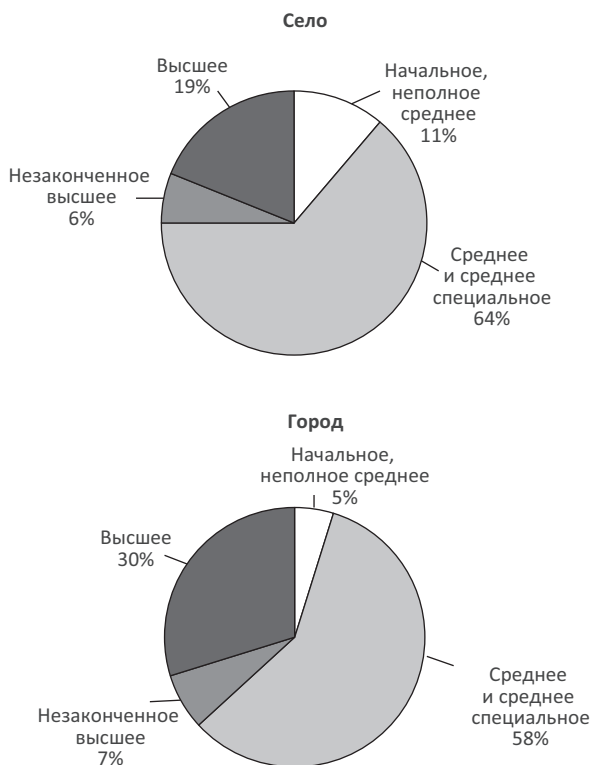 Село
Высшее
19%
Начальное,
неполное
среднее
11%
Незаконченное
высшее
6%
Среднее
и среднее
специальное
64%
Город
Начальное,
неполное среднее
5%
Высшее
30%
Незаконченное
высшее
7%
Среднее
и среднее
специальное
58%